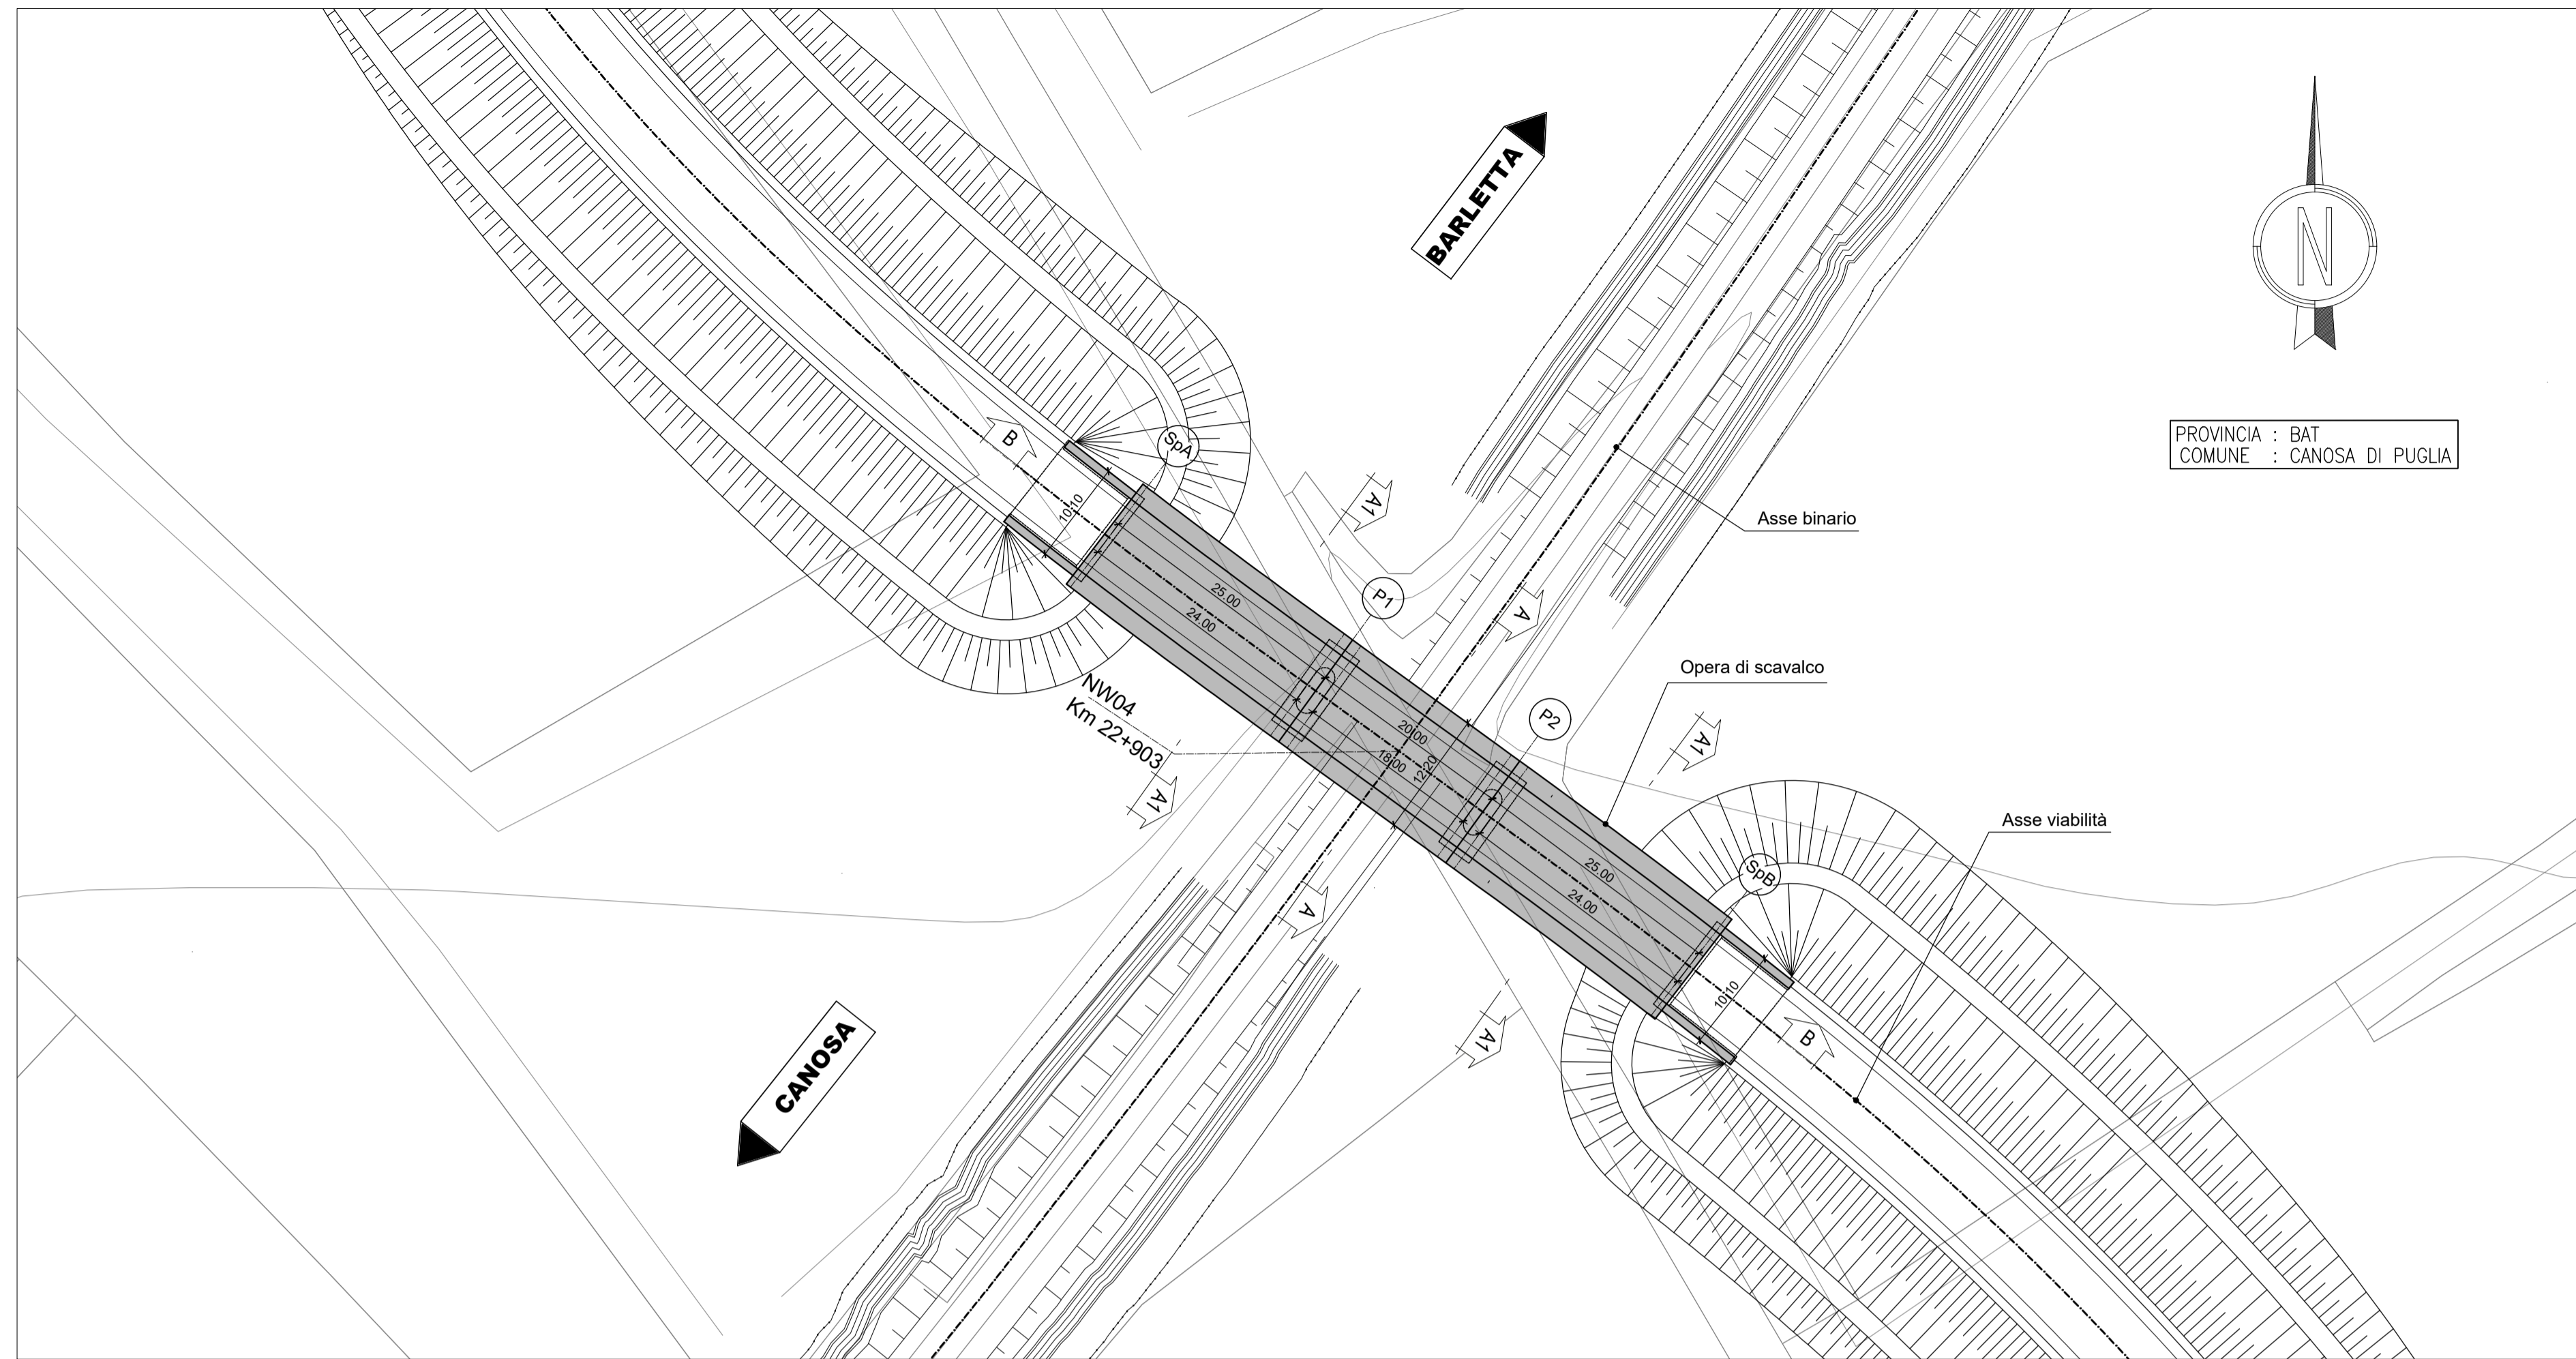 BARLETTA
N
PROVINCIA : BAT
COMUNE : CANOSA DI PUGLIA
B
SpA
10.10
A1
Asse binario
25.00
24.00
P1
A
Opera di scavalco
NW04
Km 22+903
P2
20.00
18.00
12.20
A1
A1
Asse viabilità
25.00
24.00
SpB
A
10.10
B
A1
CANOSA